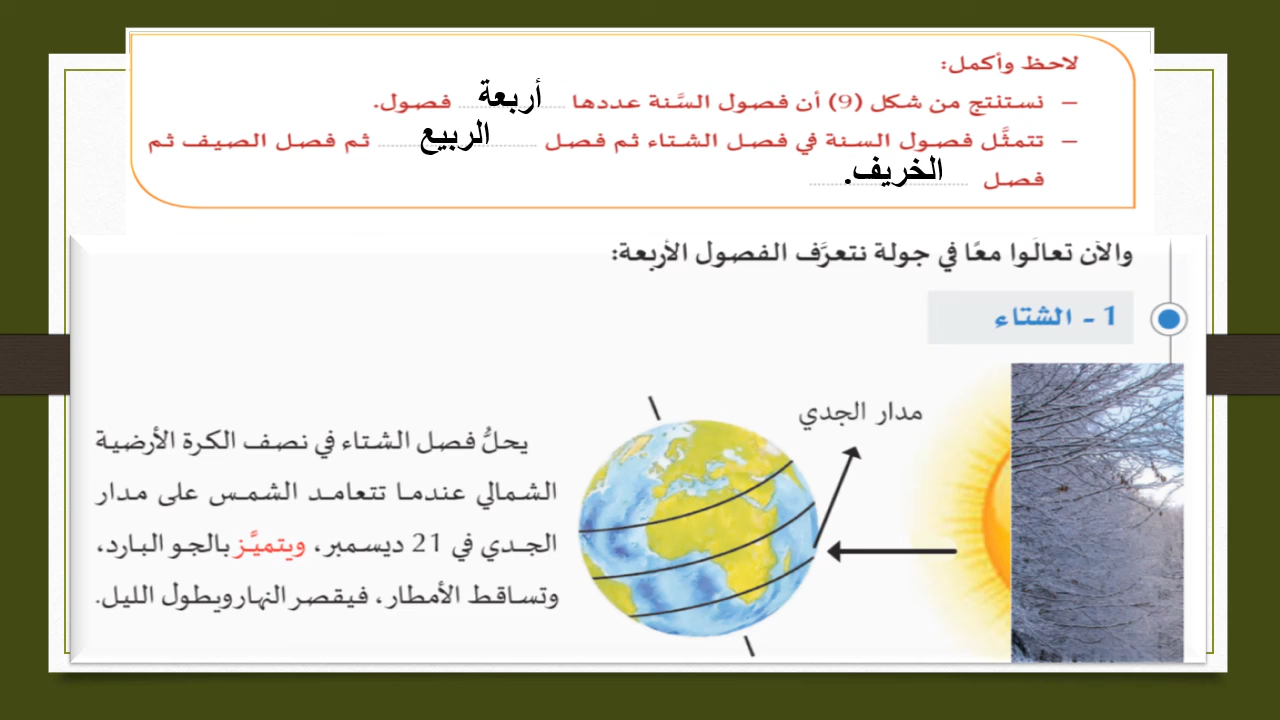 لاحظ وأكمل:
– نستنتج من شكل (9) أن فصول السَّنة عددها أربعة فصول.
– تتمثَّل فصول السنة في فصل الشتاء ثم فصل الربيع ثم فصل الصيف ثم
فصل الخريف.
والآن تعالَوا معًا في جولة نتعرَّف الفصول الأربعة:
1 - الشتاء
مدار الجدي
يحلُّ فصل الشتاء في نصف الكرة الأرضية
الشمالي عندما تتعامد الشمس على مدار
الجدي في 21 ديسمبر، ويتميَّز بالجو البارد،
وتساقط الأمطار، فيقصر النهار ويطول الليل.